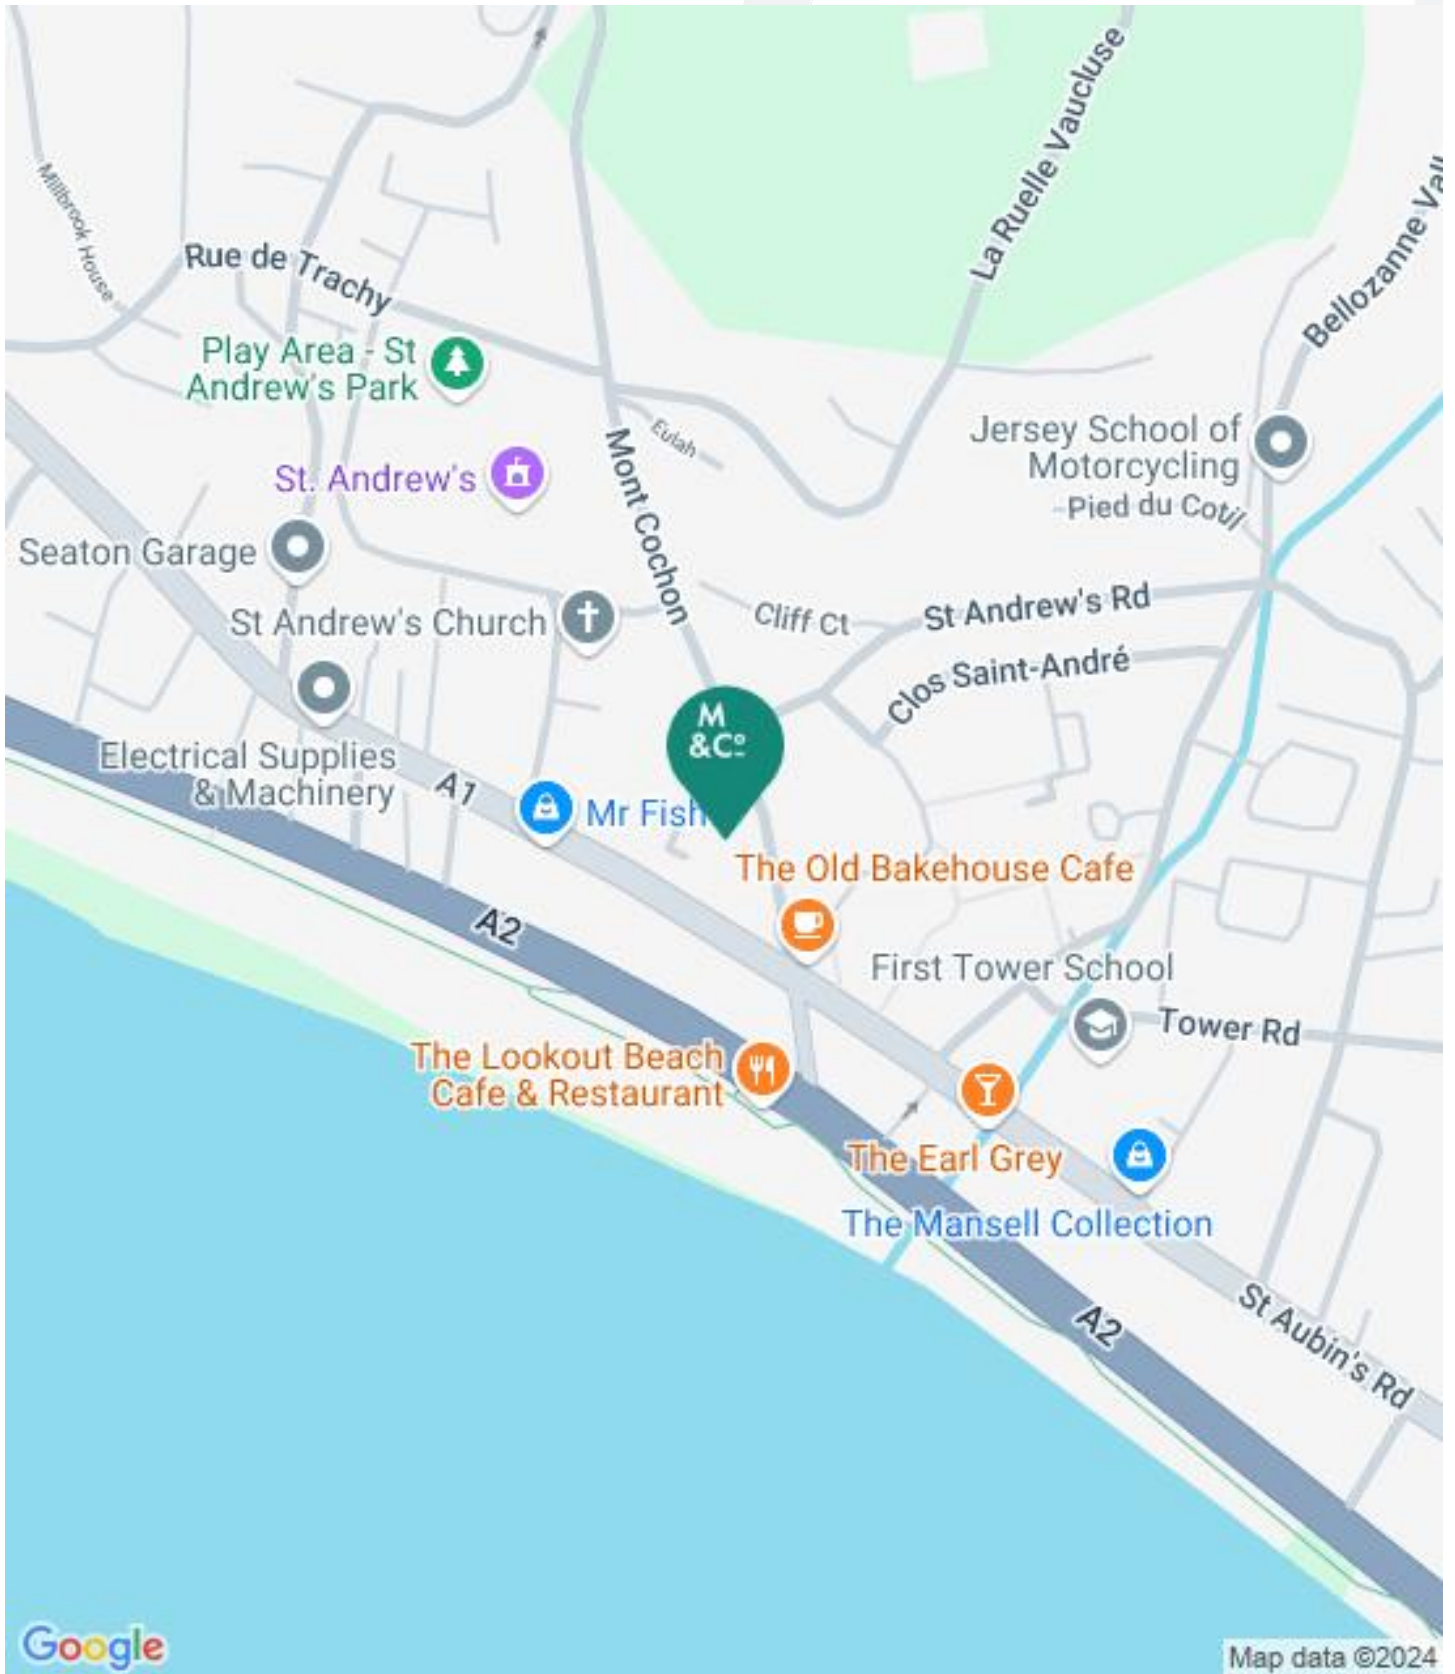 La Ruelle Vaucluse
Millbrook House
Bellozanne Vall
Rue de Trachy
Play Area - St
Andrew's Park
Jersey School of
Motorcycling
Eulah
Mont Cochon
St. Andrew's
Pied du Cotil
Seaton Garage
St Andrew's Church
Cliff Ct
St Andrew's Rd
Clos Saint-André
M
&Cº
Electrical Supplies
& Machinery
A1
Mr Fish
The Old Bakehouse Cafe
A2
First Tower School
Tower Rd
The Lookout Beach
Cafe & Restaurant
The Earl Grey
The Mansell Collection
A2
St Aubin's Rd
Google
Map data ©2024